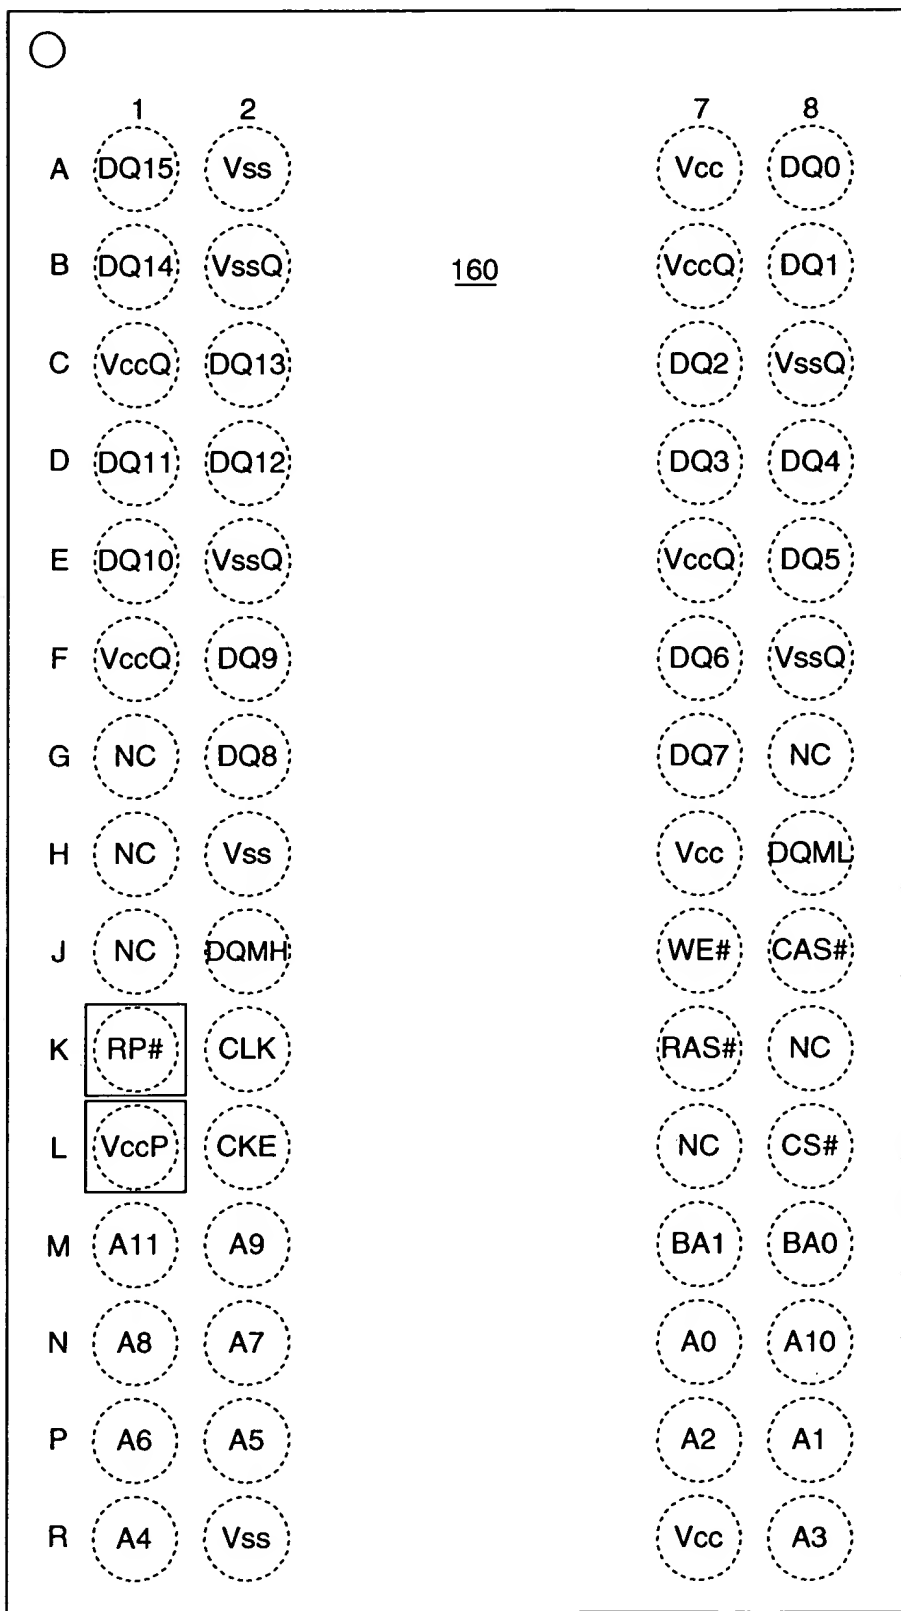 1 2 7 8
A DQ15 Vss Vcc DQ0
B DQ14 VssQ 160 VccQ DQ1
C VccQ DQ13 DQ2 VssQ
D DQ11 DQ12 DQ3 DQ4
E DQ10 VssQ VccQ DQ5
F VccQ DQ9 DQ6 VssQ
G NC DQ8 DQ7 NC
H NC Vss Vcc DQML
J NC DQMH WE# CAS#
K RP# CLK RAS# NC
L VccP CKE NC CS#
M A11 A9 BA1 BA0
N A8 A7 A0 A10
P A6 A5 A2 A1
R A4 Vss Vcc A3